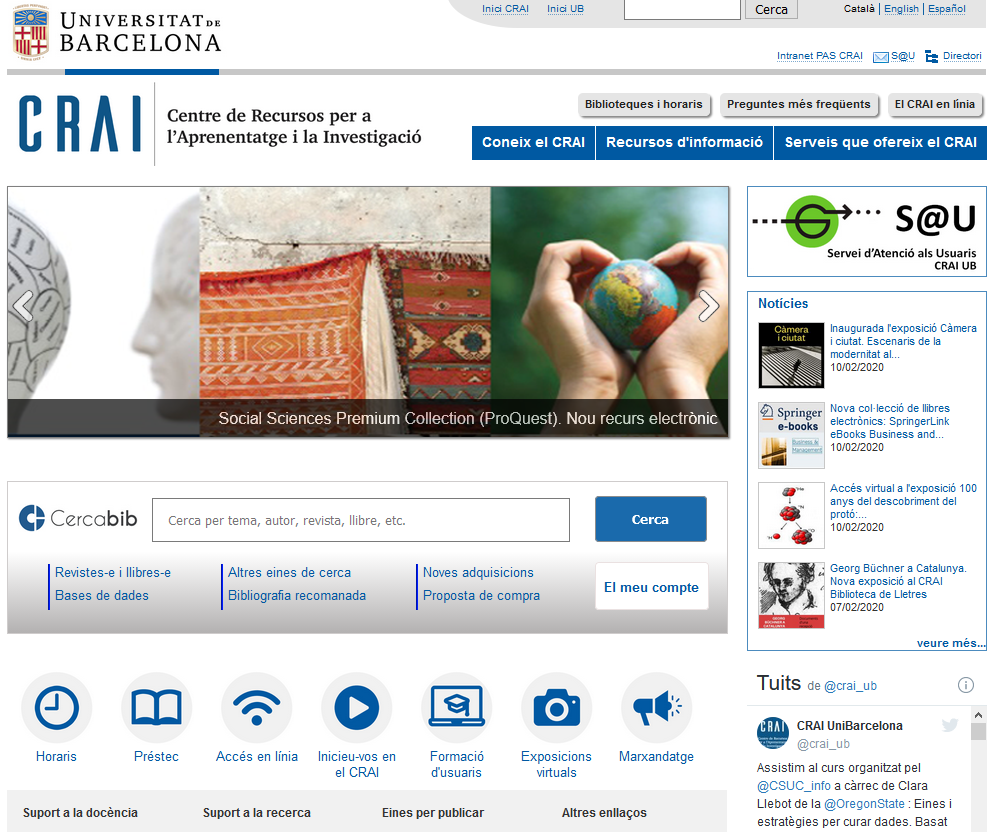 UNIVERSITAT DE
BARCELONA
Inici CRAI
Inici UB
Cerca
Català | English | Español
Intranet PAS CRAI
S@U
Directori
CRAI
Centre de Recursos per a
l'Aprenentatge i la Investigació
Biblioteques i horaris
Preguntes més freqüents
El CRAI en línia
Coneix el CRAI
Recursos d'informació
Serveis que ofereix el CRAI
Social Sciences Premium Collection (ProQuest). Nou recurs electrònic
S@U
Servei d'Atenció als Usuaris
CRAI UB
Notícies
Càmera
i ciutat
Inaugurada l'exposició Càmera
i ciutat. Escenaris de la
modernitat al...
10/02/2020
Springer
e-books
Business &
Management
Nova col·lecció de llibres
electrònics: SpringerLink
eBooks Business and...
10/02/2020
Accés virtual a l'exposició 100
anys del descobriment del
protó:...
10/02/2020
GEORG
BÜCHNER A
CATALUNYA
Georg Büchner a Catalunya.
Nova exposició al CRAI
Biblioteca de Lletres
07/02/2020
veure més...
Cercabib
Cerca per tema, autor, revista, llibre, etc.
Cerca
Revistes-e i llibres-e
Bases de dades
Altres eines de cerca
Bibliografia recomanada
Noves adquisicions
Proposta de compra
El meu compte
Horaris
Préstec
Accés en línia
Inicieu-vos en
el CRAI
Formació
d'usuaris
Exposicions
virtuals
Marxandatge
Suport a la docència
Suport a la recerca
Eines per publicar
Altres enllaços
Tuits de @crai_ub
CRAI
CRAI UniBarcelona
@crai_ub
Assistim al curs organitzat pel
@CSUC_info a càrrec de Clara
Llebot de la @OregonState : Eines i
estratègies per curar dades. Basat